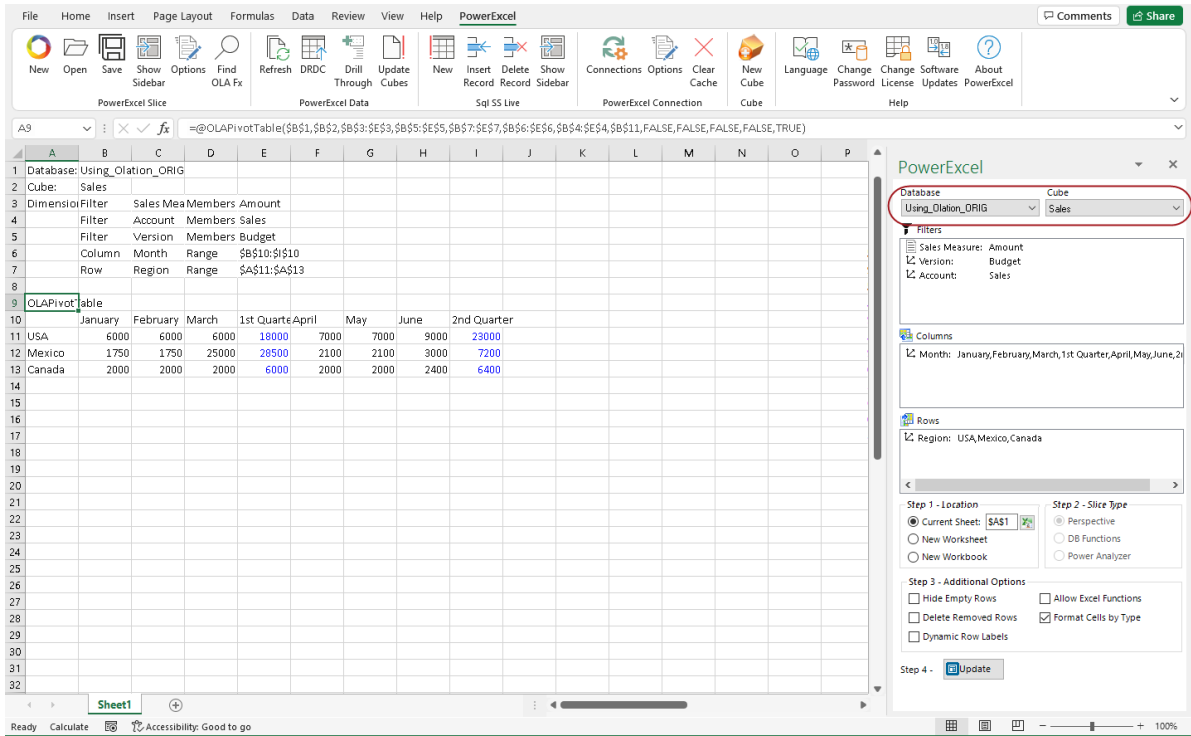 File Home Insert Page Layout Formulas Data Review View Help PowerExcel Comments Share
New Open Save Show Sidebar Options Find OLA Fx Refresh DRDC Drill Through Update Cubes New Insert Record Delete Record Show Sidebar Connections Options Clear Cache New Cube Language Change Password Change License Software Updates About PowerExcel
PowerExcel Slice PowerExcel Data Sql SS Live PowerExcel Connection Cube Help
A9 fx =@OLAPivotTable($B$1,$B$2,$B$3:$E$3,$B$5:$E$5,$B$7:$E$7,$B$6:$E$6,$B$4:$E$4,$B$11,FALSE,FALSE,FALSE,FALSE,TRUE)
A B C D E F G H I J K L M N O P
1 Database: Using_Olation_ORIG
2 Cube: Sales
3 Dimensio Filter Sales Mea Members Amount
4 Filter Account Members Sales
5 Filter Version Members Budget
6 Column Month Range $B$10:$I$10
7 Row Region Range $A$11:$A$13
8
9 OLAPivotTable
10 January February March 1st Quarte April May June 2nd Quarter
11 USA 6000 6000 6000 18000 7000 7000 9000 23000
12 Mexico 1750 1750 25000 28500 2100 2100 3000 7200
13 Canada 2000 2000 2000 6000 2000 2000 2400 6400
14
15
16
17
18
19
20
21
22
23
24
25
26
27
28
29
30
31
32
PowerExcel
Database Cube
Using_Olation_ORIG Sales
Filters
Sales Measure: Amount
Version: Budget
Account: Sales
Columns
Month: January,February,March,1st Quarter,April,May,June,2
Rows
Region: USA,Mexico,Canada
Step 1 - Location Step 2 - Slice Type
Current Sheet: $A$1 Perspective
New Worksheet DB Functions
New Workbook Power Analyzer
Step 3 - Additional Options
Hide Empty Rows Allow Excel Functions
Delete Removed Rows Format Cells by Type
Dynamic Row Labels
Step 4 - Update
Sheet1
Ready Calculate Accessibility: Good to go 100%